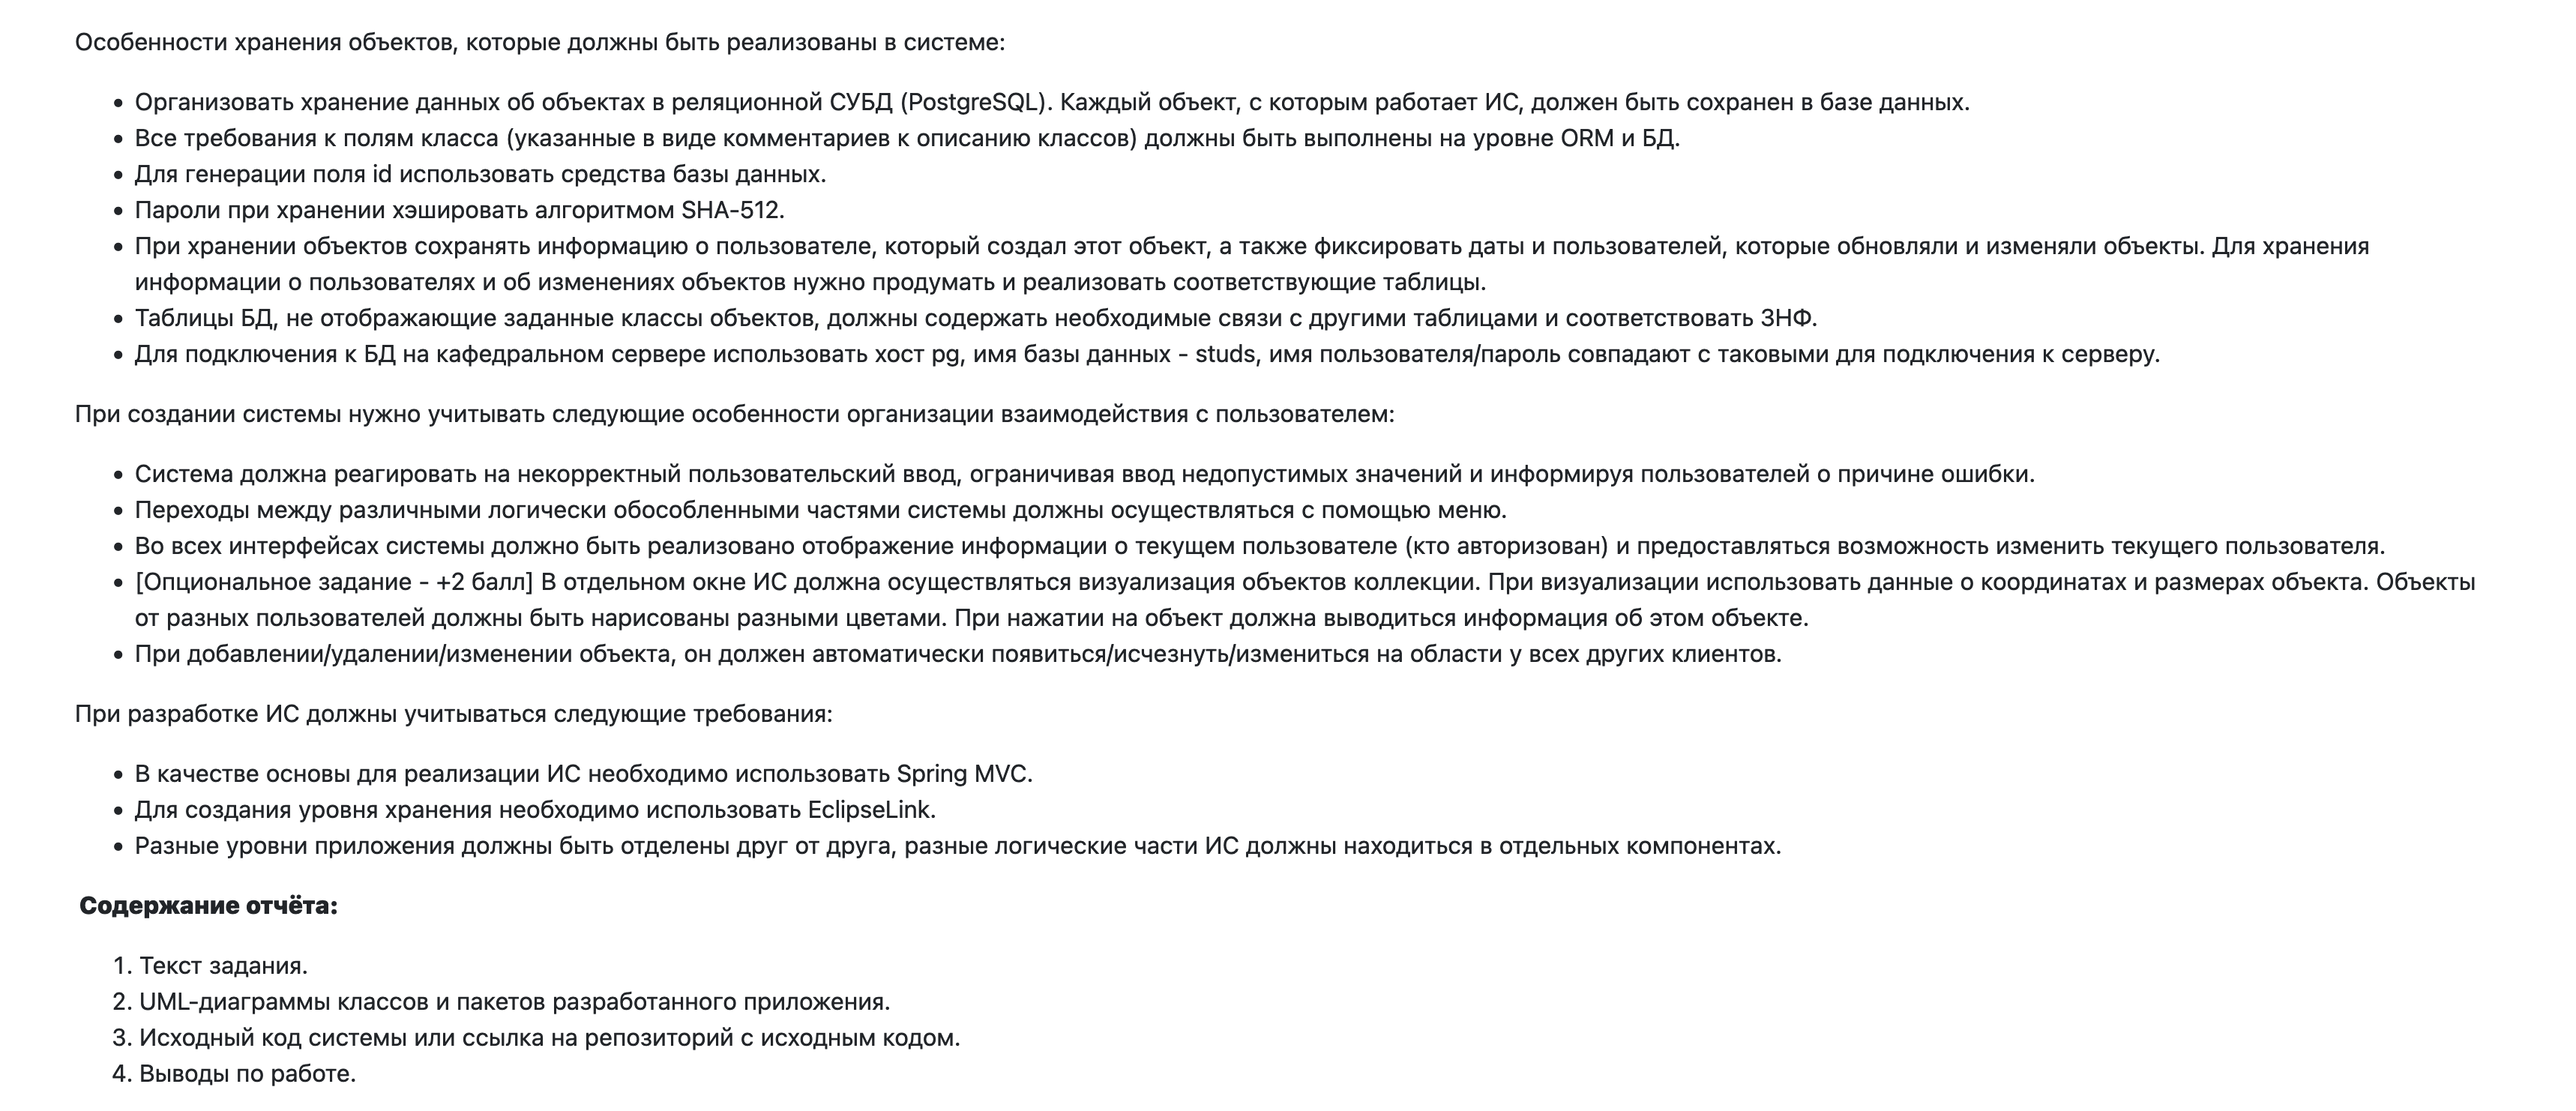 Особенности хранения объектов, которые должны быть реализованы в системе:
• Организовать хранение данных об объектах в реляционной СУБД (PostgreSQL). Каждый объект, с которым работает ИС, должен быть сохранен в базе данных.
• Все требования к полям класса (указанные в виде комментариев к описанию классов) должны быть выполнены на уровне ORM и БД.
• Для генерации поля id использовать средства базы данных.
• Пароли при хранении хэшировать алгоритмом SHA-512.
• При хранении объектов сохранять информацию о пользователе, который создал этот объект, а также фиксировать даты и пользователей, которые обновляли и изменяли объекты. Для хранения
информации о пользователях и об изменениях объектов нужно продумать и реализовать соответствующие таблицы.
• Таблицы БД, не отображающие заданные классы объектов, должны содержать необходимые связи с другими таблицами и соответствовать 3НФ.
• Для подключения к БД на кафедральном сервере использовать хост pg, имя базы данных - studs, имя пользователя/пароль совпадают с таковыми для подключения к серверу.
При создании системы нужно учитывать следующие особенности организации взаимодействия с пользователем:
• Система должна реагировать на некорректный пользовательский ввод, ограничивая ввод недопустимых значений и информируя пользователей о причине ошибки.
• Переходы между различными логически обособленными частями системы должны осуществляться с помощью меню.
• Во всех интерфейсах системы должно быть реализовано отображение информации о текущем пользователе (кто авторизован) и предоставляться возможность изменить текущего пользователя.
• [Опциональное задание - +2 балл] В отдельном окне ИС должна осуществляться визуализация объектов коллекции. При визуализации использовать данные о координатах и размерах объекта. Объекты
от разных пользователей должны быть нарисованы разными цветами. При нажатии на объект должна выводиться информация об этом объекте.
• При добавлении/удалении/изменении объекта, он должен автоматически появиться/исчезнуть/измениться на области у всех других клиентов.
При разработке ИС должны учитываться следующие требования:
• В качестве основы для реализации ИС необходимо использовать Spring MVC.
• Для создания уровня хранения необходимо использовать EclipseLink.
• Разные уровни приложения должны быть отделены друг от друга, разные логические части ИС должны находиться в отдельных компонентах.
Содержание отчёта:
1. Текст задания.
2. UML-диаграммы классов и пакетов разработанного приложения.
3. Исходный код системы или ссылка на репозиторий с исходным кодом.
4. Выводы по работе.